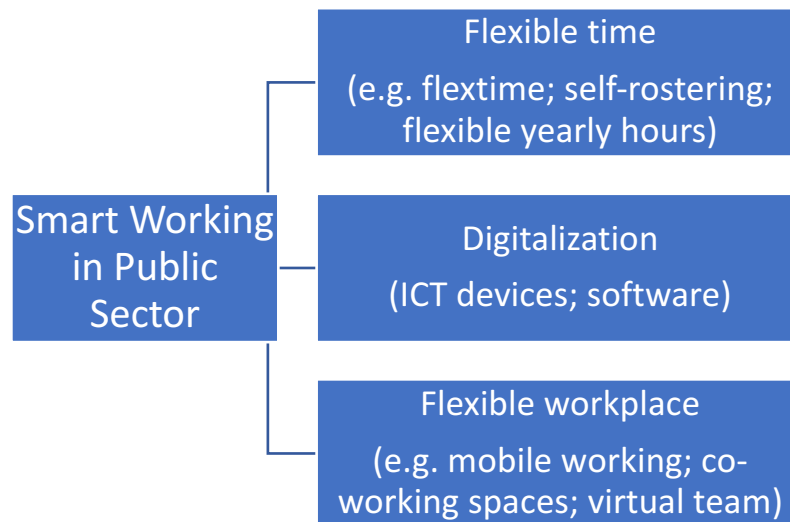 Flexible time
(e.g. flextime; self-rostering;
flexible yearly hours)
Smart Working
in Public
Sector
Digitalization
(ICT devices; software)
Flexible workplace
(e.g. mobile working; co-
working spaces; virtual team)